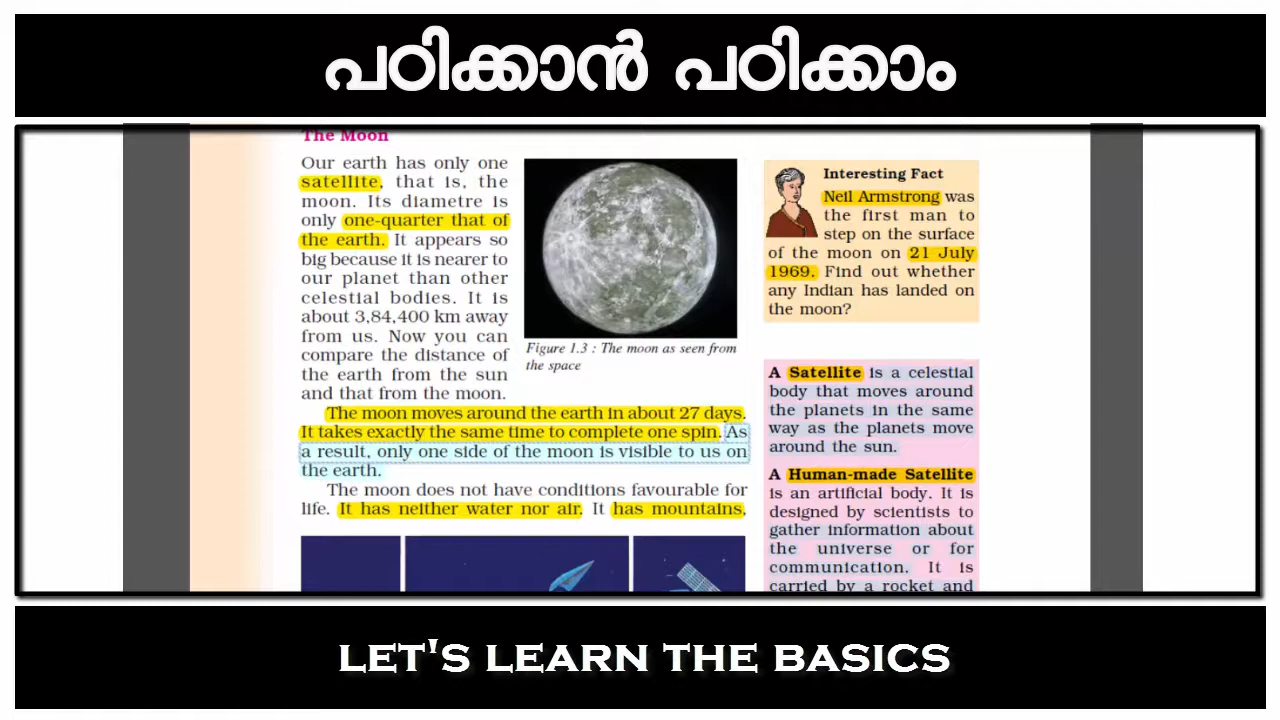 പഠിക്കാൻ പഠിക്കാം
The Moon
Our earth has only one
satellite, that is, the
moon. Its diametre is
only one-quarter that of
the earth. It appears so
big because it is nearer to
our planet than other
celestial bodies. It is
about 3,84,400 km away
from us. Now you can
compare the distance of
the earth from the sun
and that from the moon.
The moon moves around the earth in about 27 days.
It takes exactly the same time to complete one spin. As
a result, only one side of the moon is visible to us on
the earth.
The moon does not have conditions favourable for
life. It has neither water nor air. It has mountains,
Figure 1.3 : The moon as seen from
the space
Interesting Fact
Neil Armstrong was
the first man to
step on the surface
of the moon on 21 July
1969. Find out whether
any Indian has landed on
the moon?
A Satellite is a celestial
body that moves around
the planets in the same
way as the planets move
around the sun.
A Human-made Satellite
is an artificial body. It is
designed by scientists to
gather information about
the universe or for
communication. It is
carried by a rocket and
LET'S LEARN THE BASICS